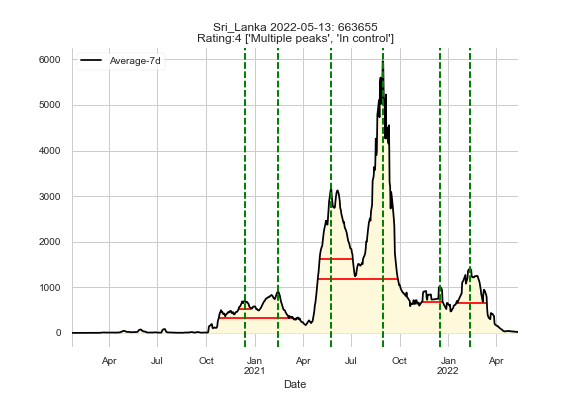 Sri_Lanka 2022-05-13: 663655
Rating:4 ['Multiple peaks', 'In control']
Average-7d
6000
5000
4000
3000
2000
1000
0
Apr Jul Oct Jan Apr Jul Oct Jan Apr
2021 2022
Date